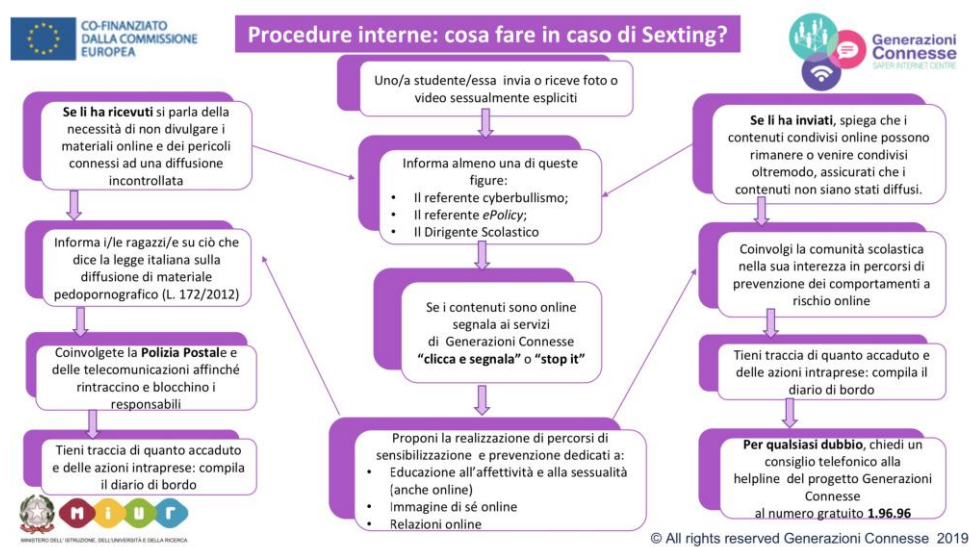 CO-FINANZIATO
DALLA COMMISSIONE
EUROPEA
Procedure interne: cosa fare in caso di Sexting?
Generazioni
Connesse
SAFER INTERNET CENTRE
Uno/a studente/essa invia o riceve foto o
video sessualmente espliciti
Se li ha ricevuti si parla della
necessità di non divulgare i
materiali online e dei pericoli
connessi ad una diffusione
incontrollata
Informa i/le ragazzi/e su ciò che
dice la legge italiana sulla
diffusione di materiale
pedopornografico (L. 172/2012)
Coinvolgete la Polizia Postale e
delle telecomunicazioni affinché
rintraccino e blocchino i
responsabili
Tieni traccia di quanto accaduto
e delle azioni intraprese: compila
il diario di bordo
Informa almeno una di queste
figure:
• Il referente cyberbullismo;
• Il referente ePolicy;
• Il Dirigente Scolastico
Se i contenuti sono online
segnala ai servizi
di Generazioni Connesse
“clicca e segnala” o “stop it”
Proponi la realizzazione di percorsi di
sensibilizzazione e prevenzione dedicati a:
• Educazione all’affettività e alla sessualità
(anche online)
• Immagine di sé online
• Relazioni online
Se li ha inviati, spiega che i
contenuti condivisi online possono
rimanere o venire condivisi
oltremodo, assicurati che i
contenuti non siano stati diffusi.
Coinvolgi la comunità scolastica
nella sua interezza in percorsi di
prevenzione dei comportamenti a
rischio online
Tieni traccia di quanto accaduto e
delle azioni intraprese: compila il
diario di bordo
Per qualsiasi dubbio, chiedi un
consiglio telefonico alla
helpline del progetto Generazioni
Connesse
al numero gratuito 1.96.96
MIUR
MINISTERO DELL’ ISTRUZIONE, DELL’UNIVERSITÀ E DELLA RICERCA
© All rights reserved Generazioni Connesse 2019